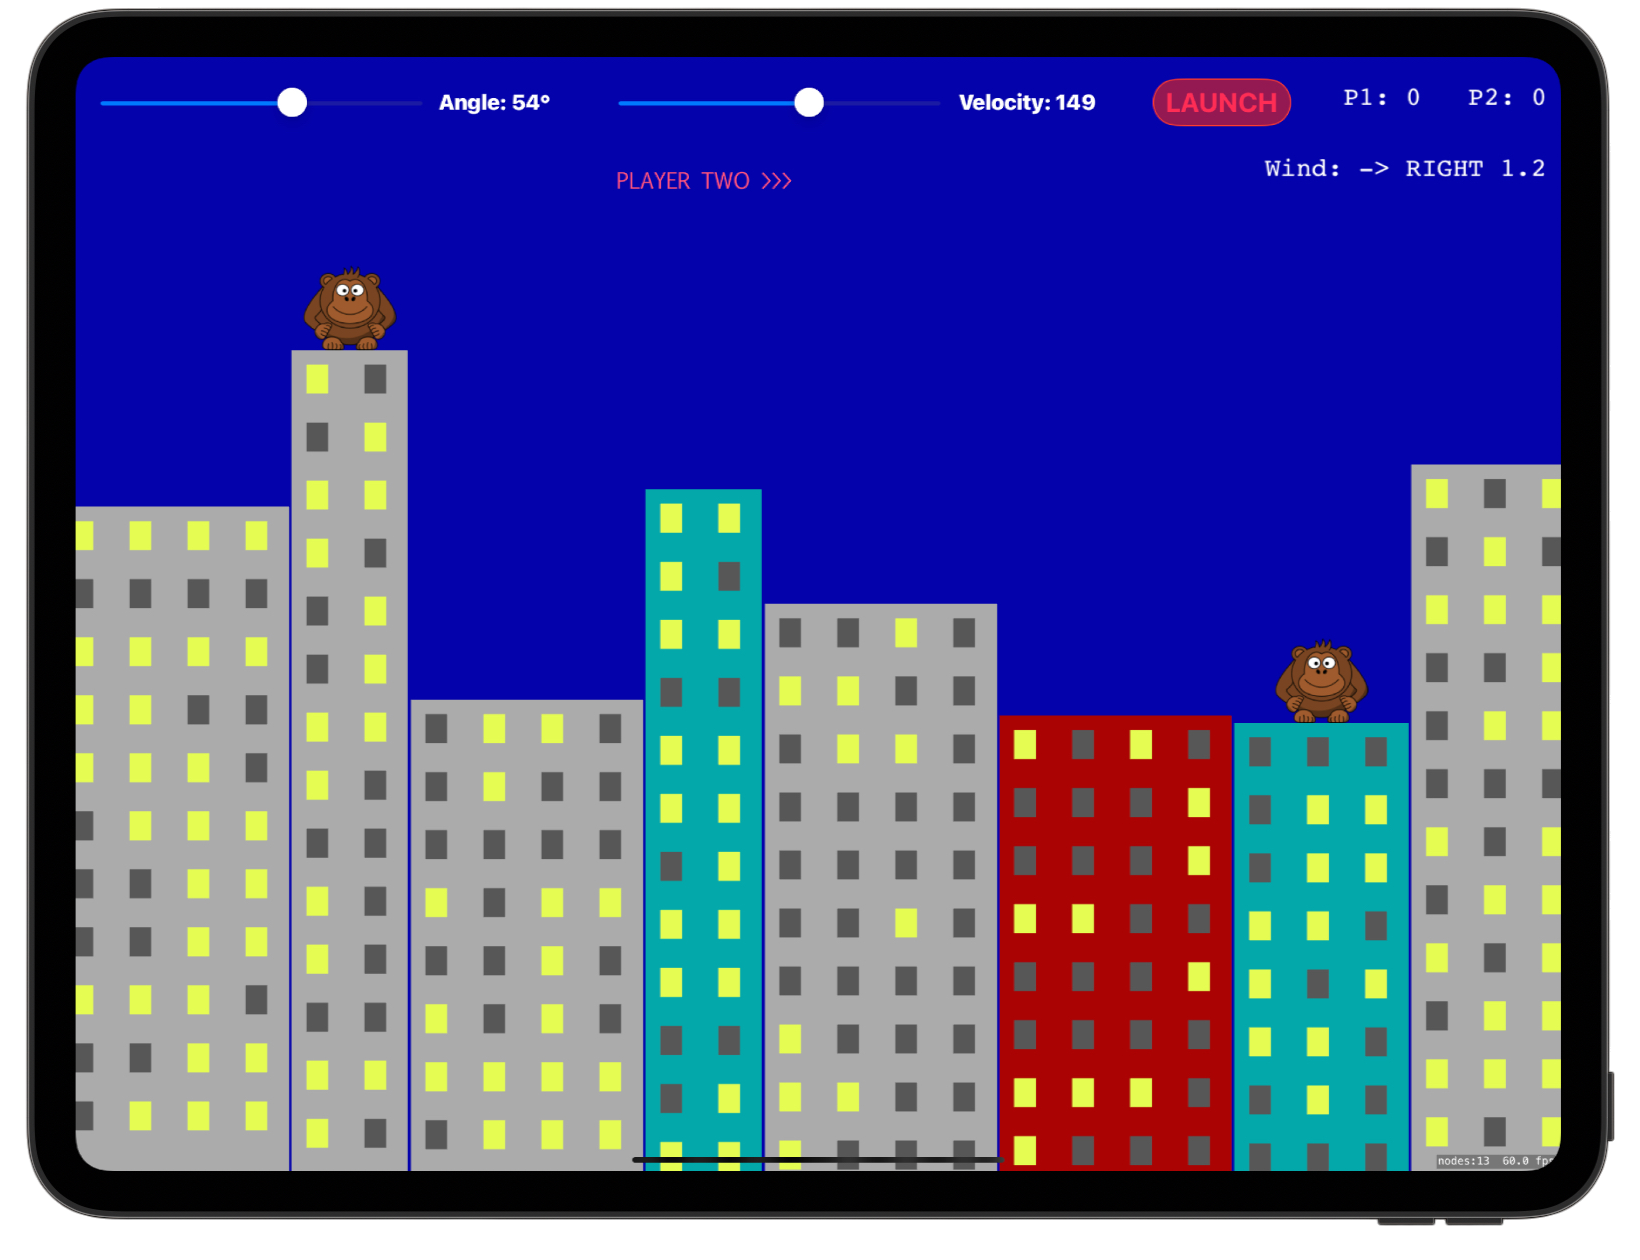 Angle: 54°
Velocity: 149
LAUNCH
P1: 0 P2: 0
Wind: -> RIGHT 1.2
PLAYER TWO >>>
nodes:13 60.0 fps